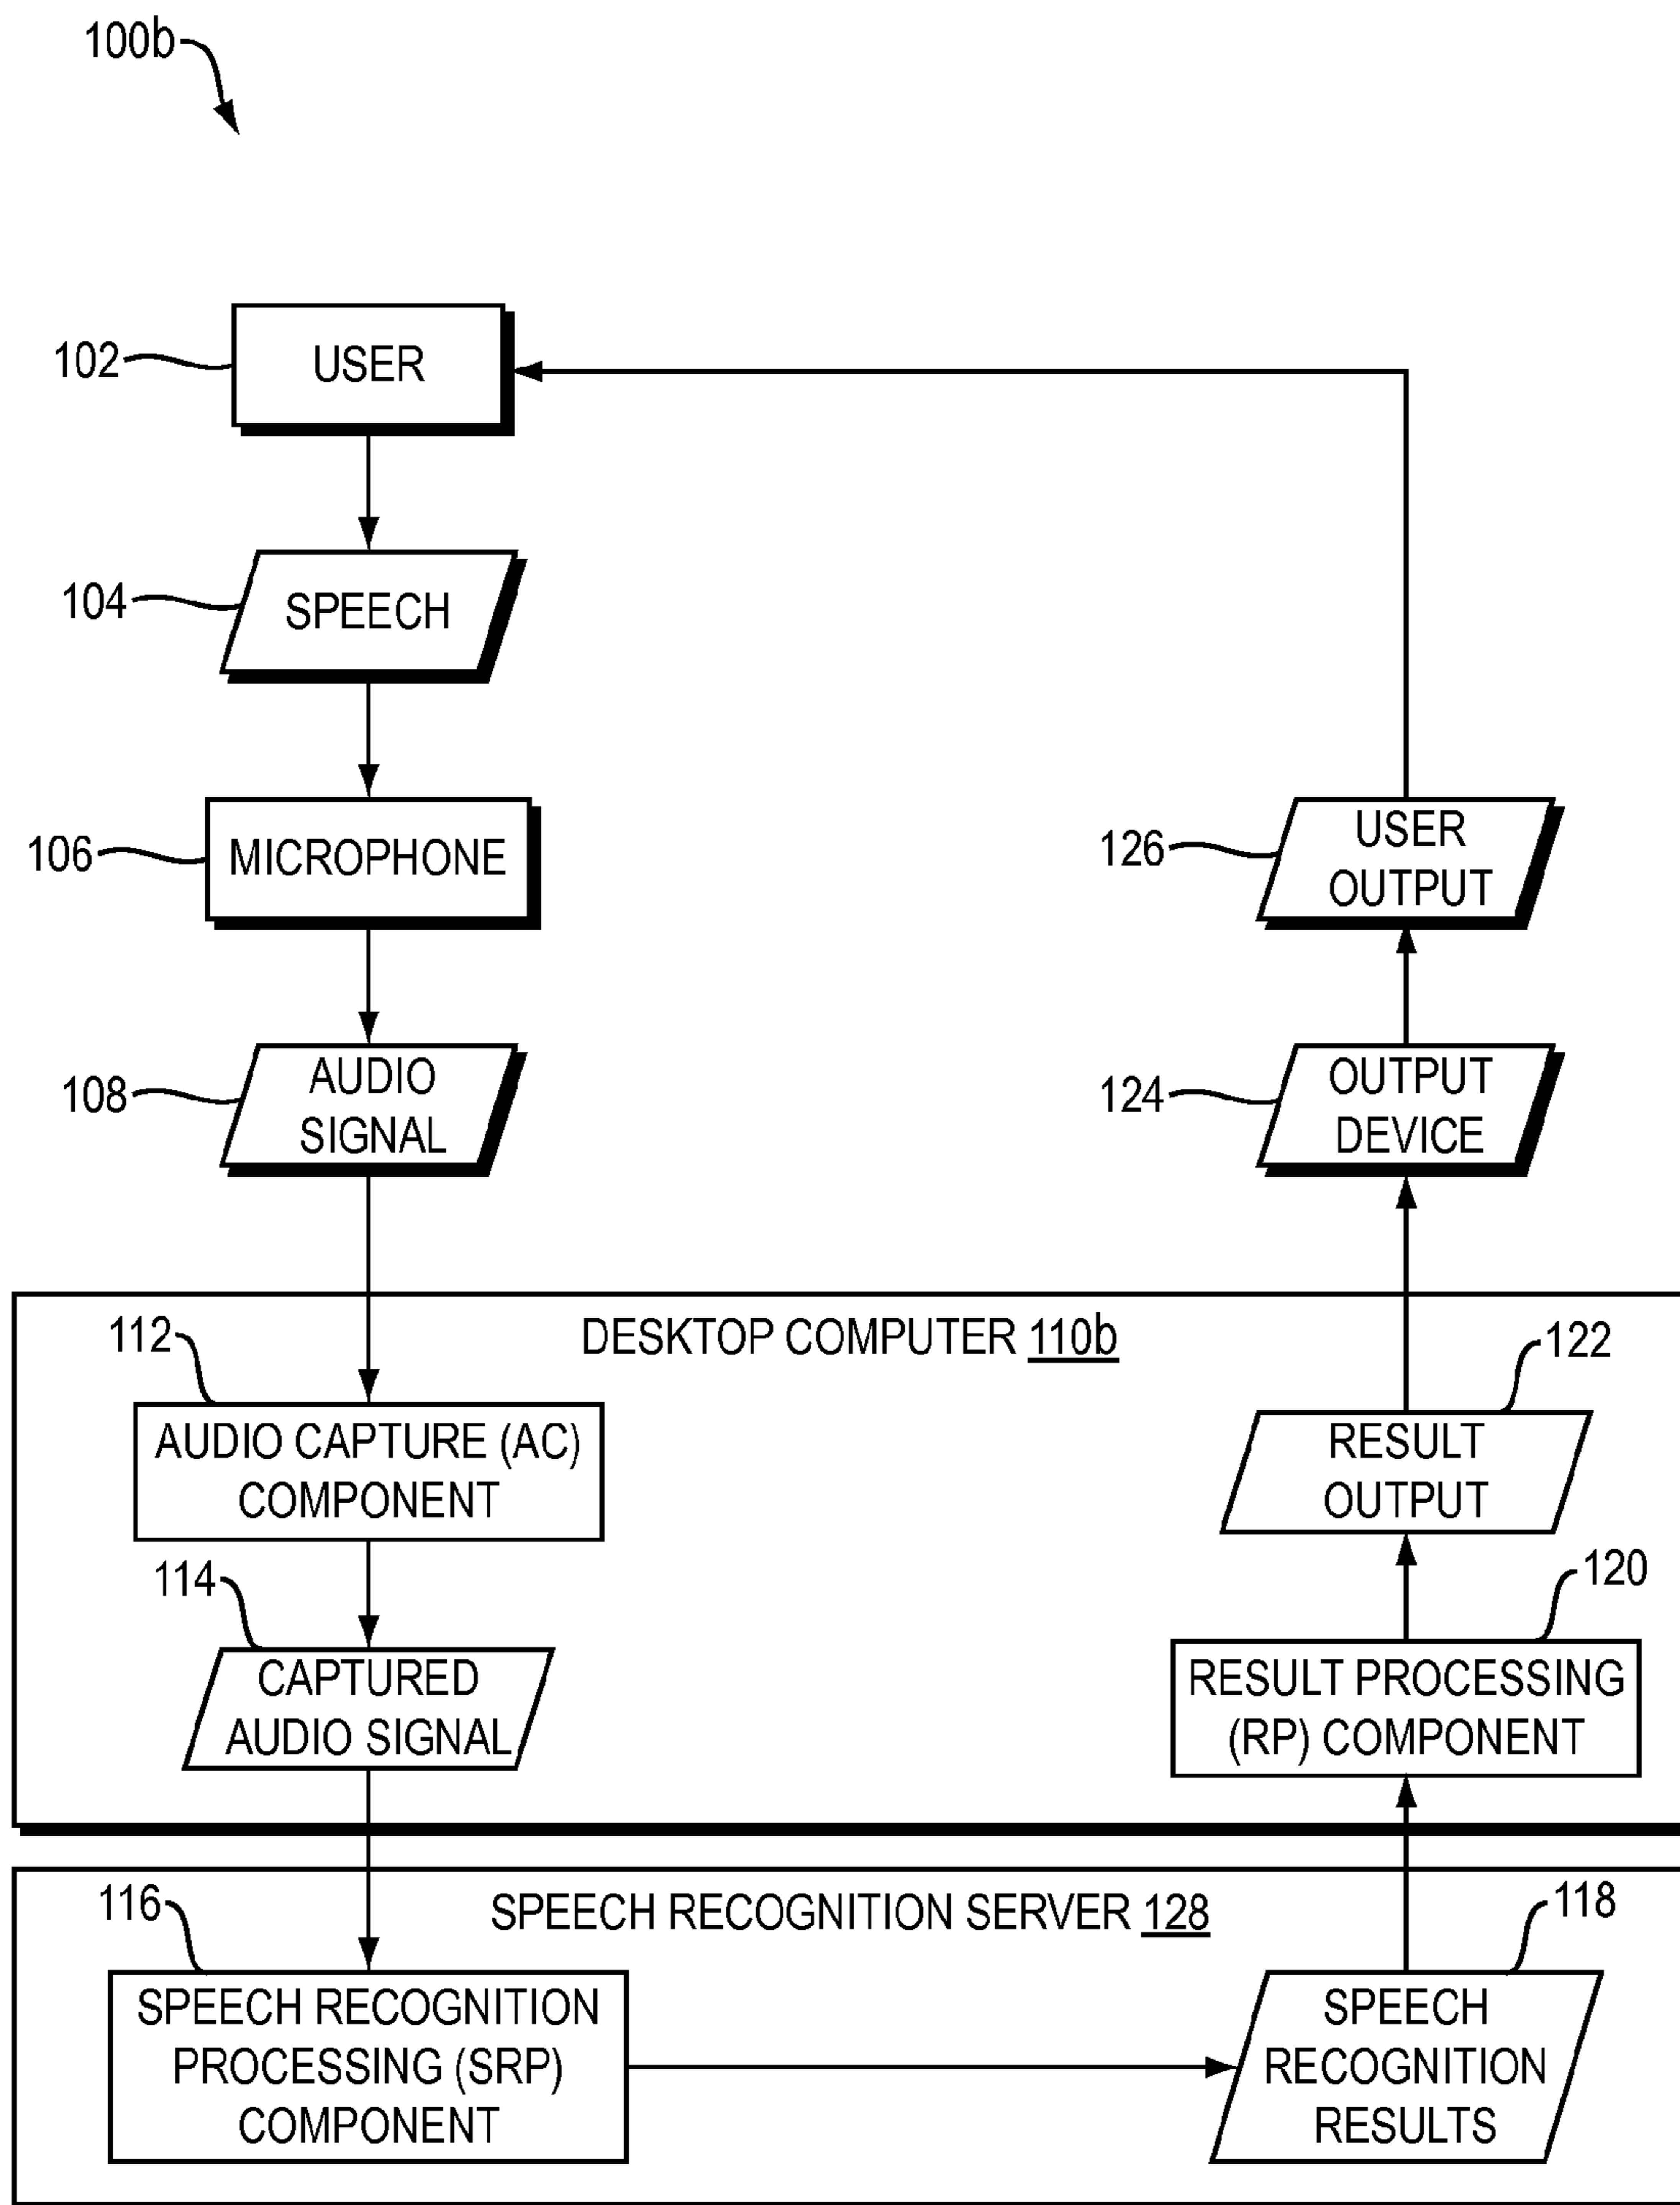 100b
102
USER
104
SPEECH
106
MICROPHONE
126
USER
OUTPUT
108
AUDIO
SIGNAL
124
OUTPUT
DEVICE
DESKTOP COMPUTER 110b
112
AUDIO CAPTURE (AC)
COMPONENT
122
RESULT
OUTPUT
114
CAPTURED
AUDIO SIGNAL
120
RESULT PROCESSING
(RP) COMPONENT
SPEECH RECOGNITION SERVER 128
116
SPEECH RECOGNITION
PROCESSING (SRP)
COMPONENT
118
SPEECH
RECOGNITION
RESULTS